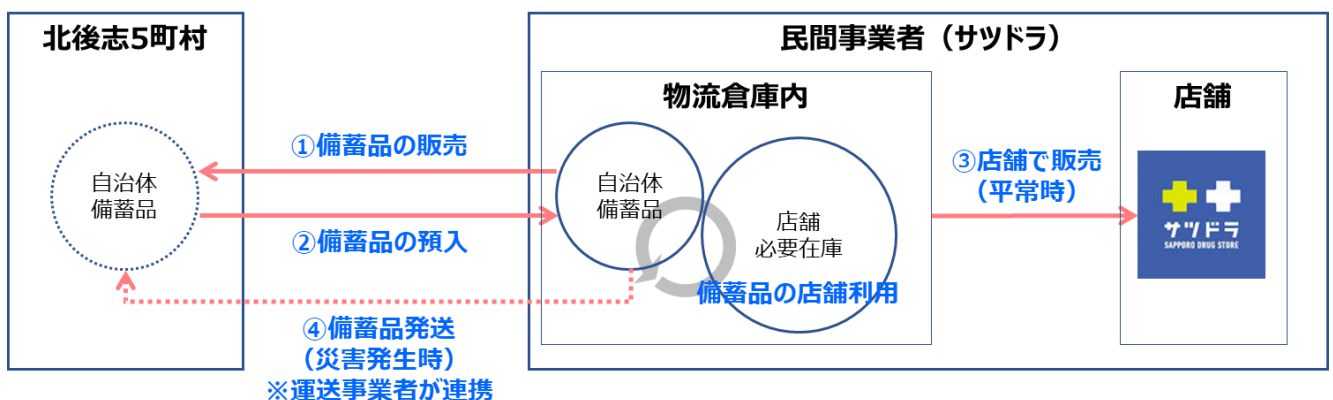 北後志5町村
民間事業者（サツドラ）
物流倉庫内
店舗
①備蓄品の販売
自治体
備蓄品
自治体
備蓄品
店舗
必要在庫
③店舗で販売
（平常時）
サツドラ
SAPPORO DRUG STORE
②備蓄品の預入
備蓄品の店舗利用
④備蓄品発送
（災害発生時）
※運送事業者が連携